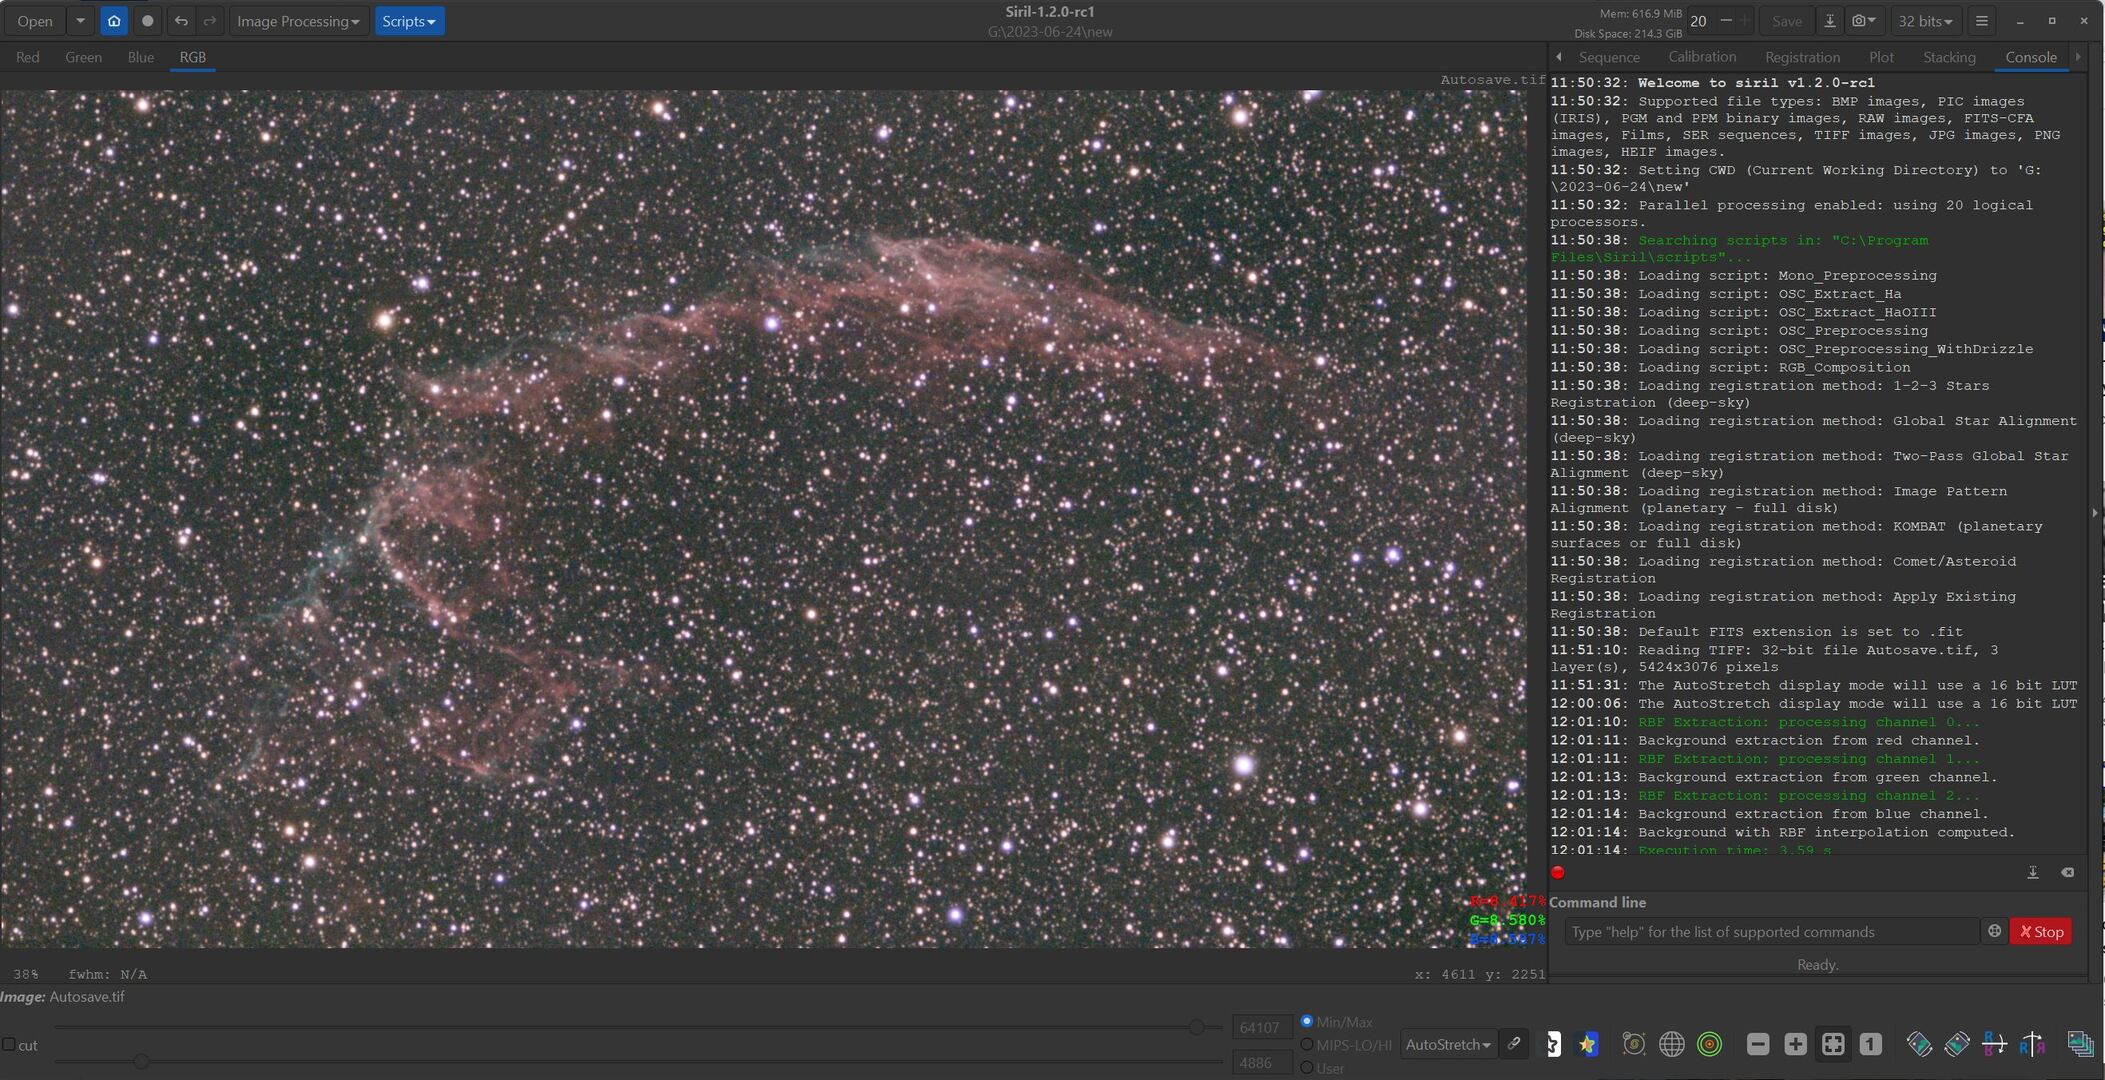 Open
Image Processing
Scripts
Siril-1.2.0-rc1
G:\2023-06-24\new
Mem: 616.9 MiB
Disk Space: 214.3 GiB
20
Save
32 bits
Red Green Blue RGB
Sequence Calibration Registration Plot Stacking Console
Autosave.tif
11:50:32: Welcome to siril v1.2.0-rc1
11:50:32: Supported file types: BMP images, PIC images
(IRIS), PGM and PPM binary images, RAW images, FITS-CFA
images, Films, SER sequences, TIFF images, JPG images, PNG
images, HEIF images.
11:50:32: Setting CWD (Current Working Directory) to 'G:
\2023-06-24\new'
11:50:32: Parallel processing enabled: using 20 logical
processors.
11:50:38: Searching scripts in: "C:\Program
Files\Siril\scripts"...
11:50:38: Loading script: Mono_Preprocessing
11:50:38: Loading script: OSC_Extract_Ha
11:50:38: Loading script: OSC_Extract_HaOIII
11:50:38: Loading script: OSC_Preprocessing
11:50:38: Loading script: OSC_Preprocessing_WithDrizzle
11:50:38: Loading script: RGB_Composition
11:50:38: Loading registration method: 1-2-3 Stars
Registration (deep-sky)
11:50:38: Loading registration method: Global Star Alignment
(deep-sky)
11:50:38: Loading registration method: Two-Pass Global Star
Alignment (deep-sky)
11:50:38: Loading registration method: Image Pattern
Alignment (planetary - full disk)
11:50:38: Loading registration method: KOMBAT (planetary
surfaces or full disk)
11:50:38: Loading registration method: Comet/Asteroid
Registration
11:50:38: Loading registration method: Apply Existing
Registration
11:50:38: Default FITS extension is set to .fit
11:51:10: Reading TIFF: 32-bit file Autosave.tif, 3
layer(s), 5424x3076 pixels
11:51:31: The AutoStretch display mode will use a 16 bit LUT
12:00:06: The AutoStretch display mode will use a 16 bit LUT
12:01:10: RBF Extraction: processing channel 0...
12:01:11: Background extraction from red channel.
12:01:11: RBF Extraction: processing channel 1...
12:01:13: Background extraction from green channel.
12:01:13: RBF Extraction: processing channel 2...
12:01:14: Background extraction from blue channel.
12:01:14: Background with RBF interpolation computed.
12:01:14: Execution time: 3.59 s
G=8.580%
Command line
Type "help" for the list of supported commands
Stop
Ready.
38% fwhm: N/A
x: 4611 y: 2251
Image: Autosave.tif
cut
64107
4886
Min/Max
MIPS-LO/HI
User
AutoStretch
1
R R
R R